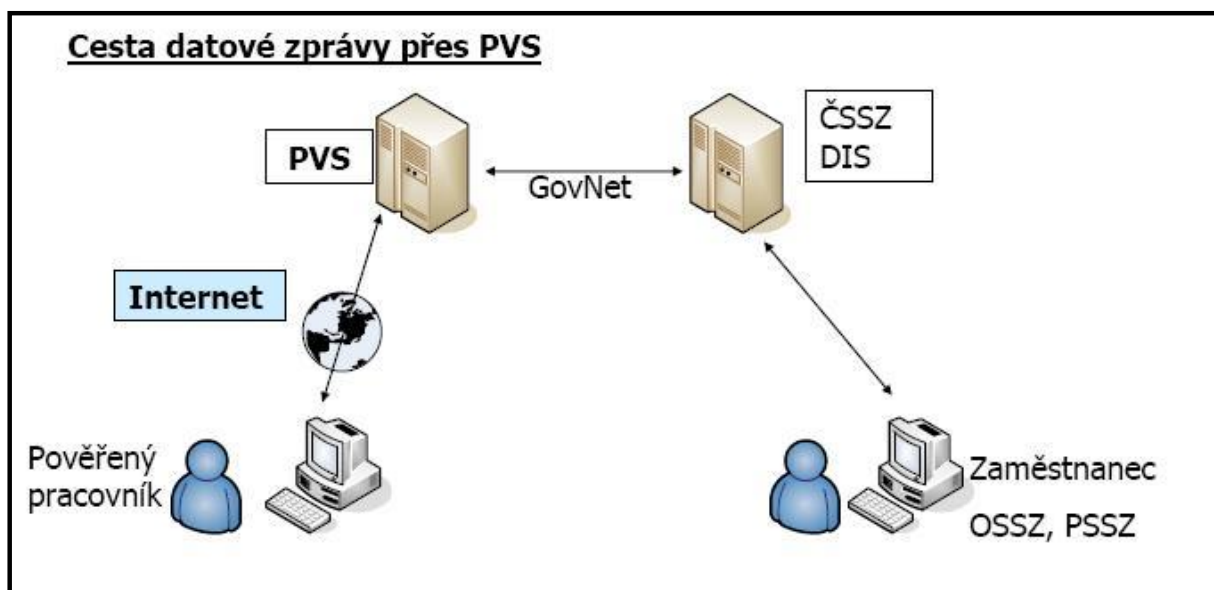 Cesta datové zprávy přes PVS
PVS
GovNet
ČSSZ
DIS
Internet
Pověřený
pracovník
Zaměstnanec
OSSZ, PSSZ